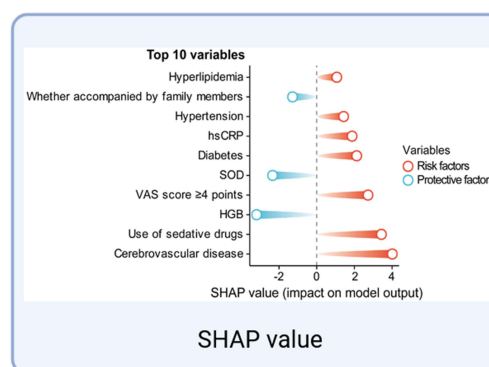 Top 10 variables
Hyperlipidemia
Whether accompanied by family members
Hypertension
hsCRP
Diabetes
SOD
VAS score ≥4 points
HGB
Use of sedative drugs
Cerebrovascular disease
Variables
Risk factors
Protective factor
-2 0 2 4
SHAP value (impact on model output)
SHAP value